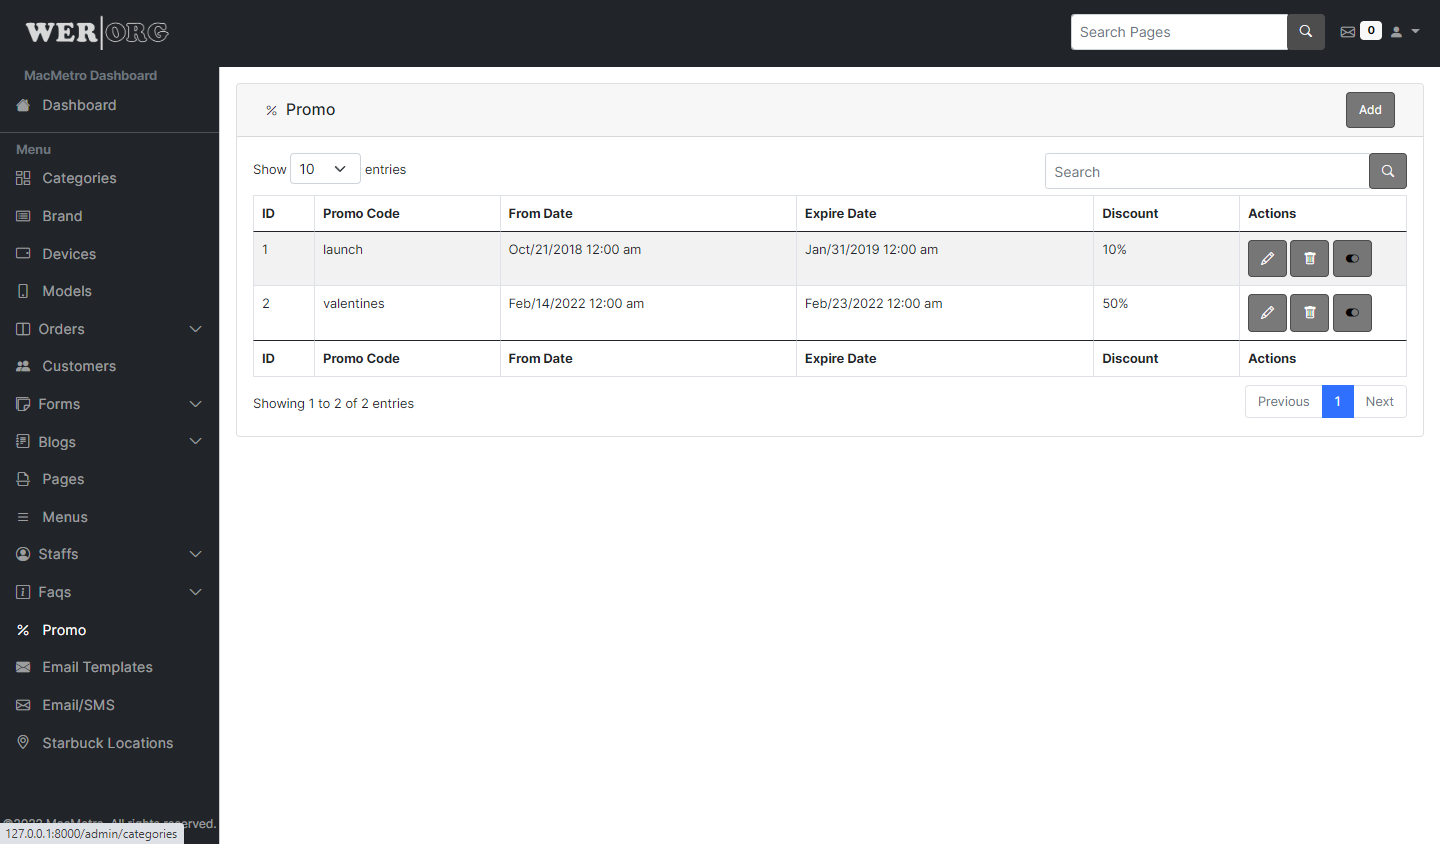 WER|ORG
Search Pages
0
MacMetro Dashboard
Dashboard
Menu
Categories
Brand
Devices
Models
Orders
Customers
Forms
Blogs
Pages
Menus
Staffs
Faqs
Promo
Email Templates
Email/SMS
Starbuck Locations
MacMetro. All rights reserved.
127.0.0.1:8000/admin/categories
% Promo
Add
Show 10 entries
Search
ID Promo Code From Date Expire Date Discount Actions
1 launch Oct/21/2018 12:00 am Jan/31/2019 12:00 am 10%
2 valentines Feb/14/2022 12:00 am Feb/23/2022 12:00 am 50%
ID Promo Code From Date Expire Date Discount Actions
Showing 1 to 2 of 2 entries
Previous 1 Next